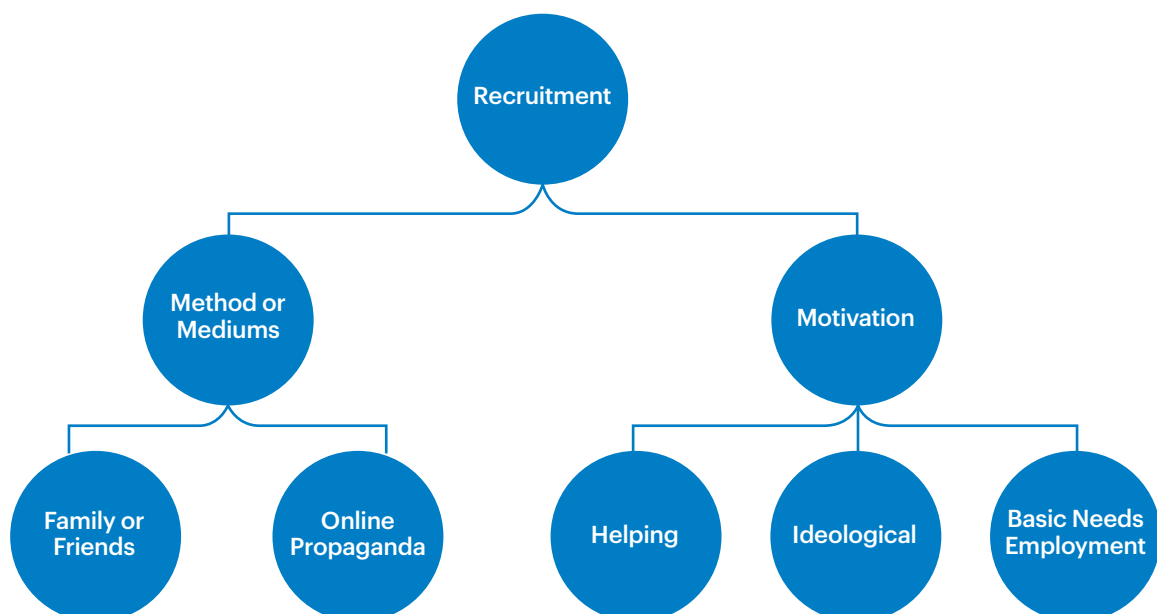 Recruitment
Method or
Mediums
Motivation
Family or
Friends
Online
Propaganda
Helping
Ideological
Basic Needs
Employment